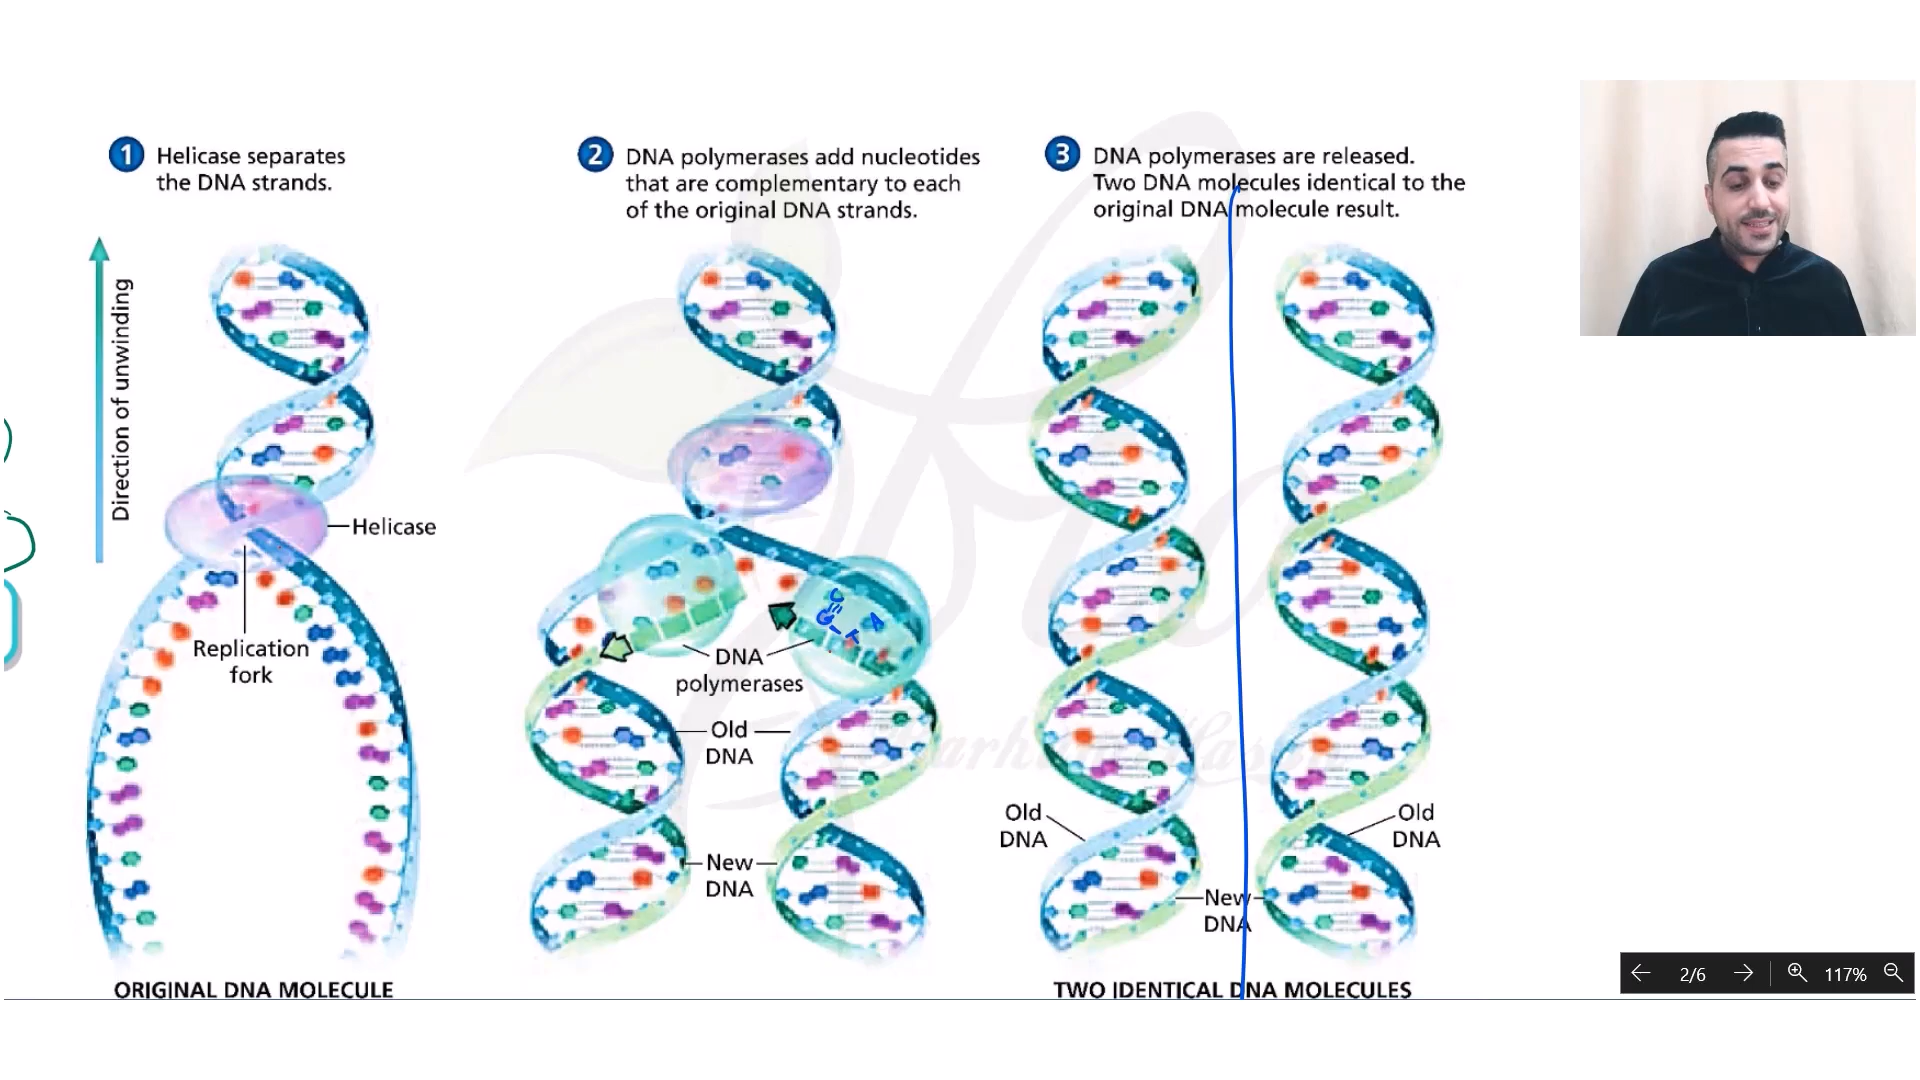 1 Helicase separates
the DNA strands.
2 DNA polymerases add nucleotides
that are complementary to each
of the original DNA strands.
3 DNA polymerases are released.
Two DNA molecules identical to the
original DNA molecule result.
Direction of unwinding
Helicase
Replication
fork
ORIGINAL DNA MOLECULE
DNA
polymerases
Old
DNA
New
DNA
Old
DNA
Old
DNA
New
DNA
TWO IDENTICAL DNA MOLECULES
G
A
2/6
117%